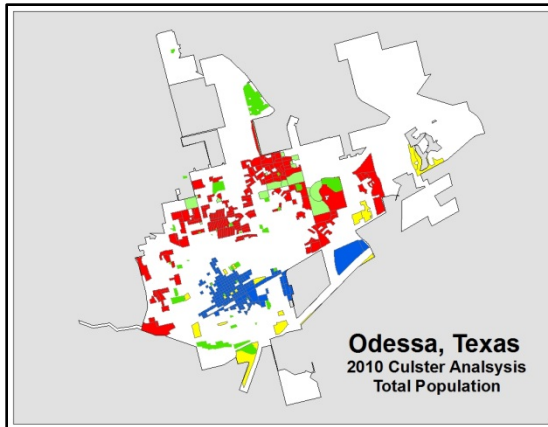 Odessa, Texas
2010 Culster Analsysis
Total Population